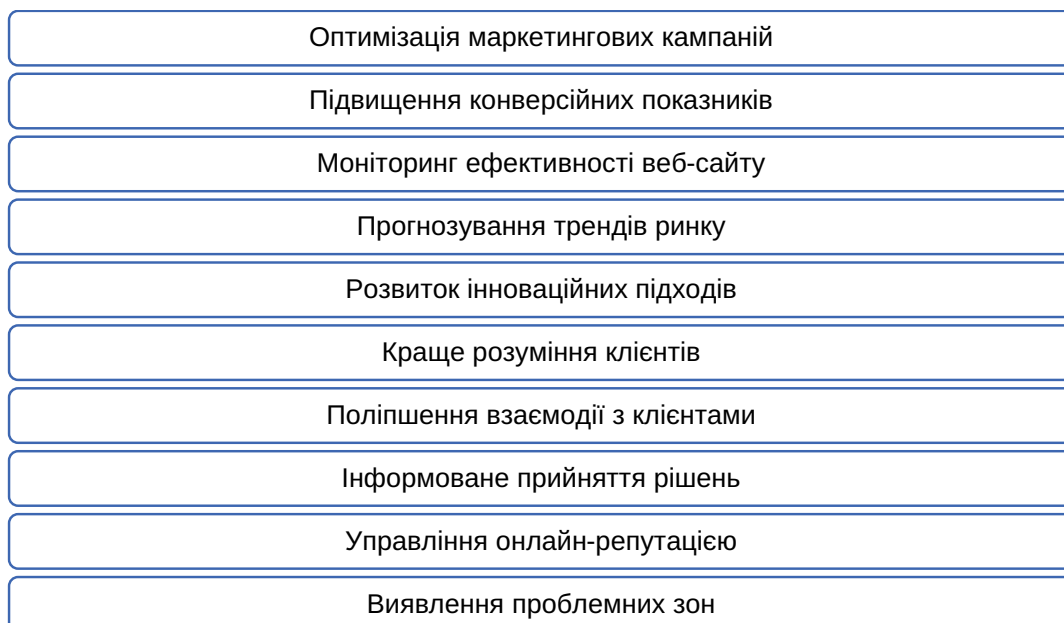 Оптимізація маркетингових кампаній
Підвищення конверсійних показників
Моніторинг ефективності веб-сайту
Прогнозування трендів ринку
Розвиток інноваційних підходів
Краще розуміння клієнтів
Поліпшення взаємодії з клієнтами
Інформоване прийняття рішень
Управління онлайн-репутацією
Виявлення проблемних зон